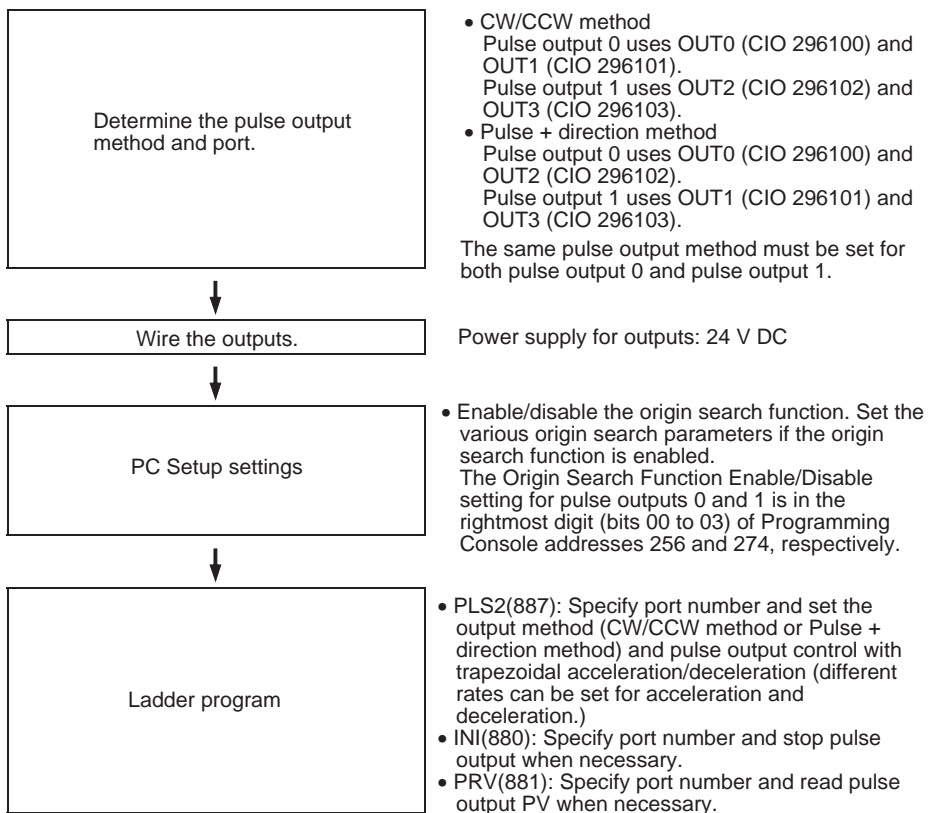 Determine the pulse output
method and port.
• CW/CCW method
Pulse output 0 uses OUT0 (CIO 296100) and
OUT1 (CIO 296101).
Pulse output 1 uses OUT2 (CIO 296102) and
OUT3 (CIO 296103).
• Pulse + direction method
Pulse output 0 uses OUT0 (CIO 296100) and
OUT2 (CIO 296102).
Pulse output 1 uses OUT1 (CIO 296101) and
OUT3 (CIO 296103).
The same pulse output method must be set for
both pulse output 0 and pulse output 1.
Wire the outputs.
Power supply for outputs: 24 V DC
PC Setup settings
• Enable/disable the origin search function. Set the
various origin search parameters if the origin
search function is enabled.
The Origin Search Function Enable/Disable
setting for pulse outputs 0 and 1 is in the
rightmost digit (bits 00 to 03) of Programming
Console addresses 256 and 274, respectively.
Ladder program
• PLS2(887): Specify port number and set the
output method (CW/CCW method or Pulse +
direction method) and pulse output control with
trapezoidal acceleration/deceleration (different
rates can be set for acceleration and
deceleration.)
• INI(880): Specify port number and stop pulse
output when necessary.
• PRV(881): Specify port number and read pulse
output PV when necessary.